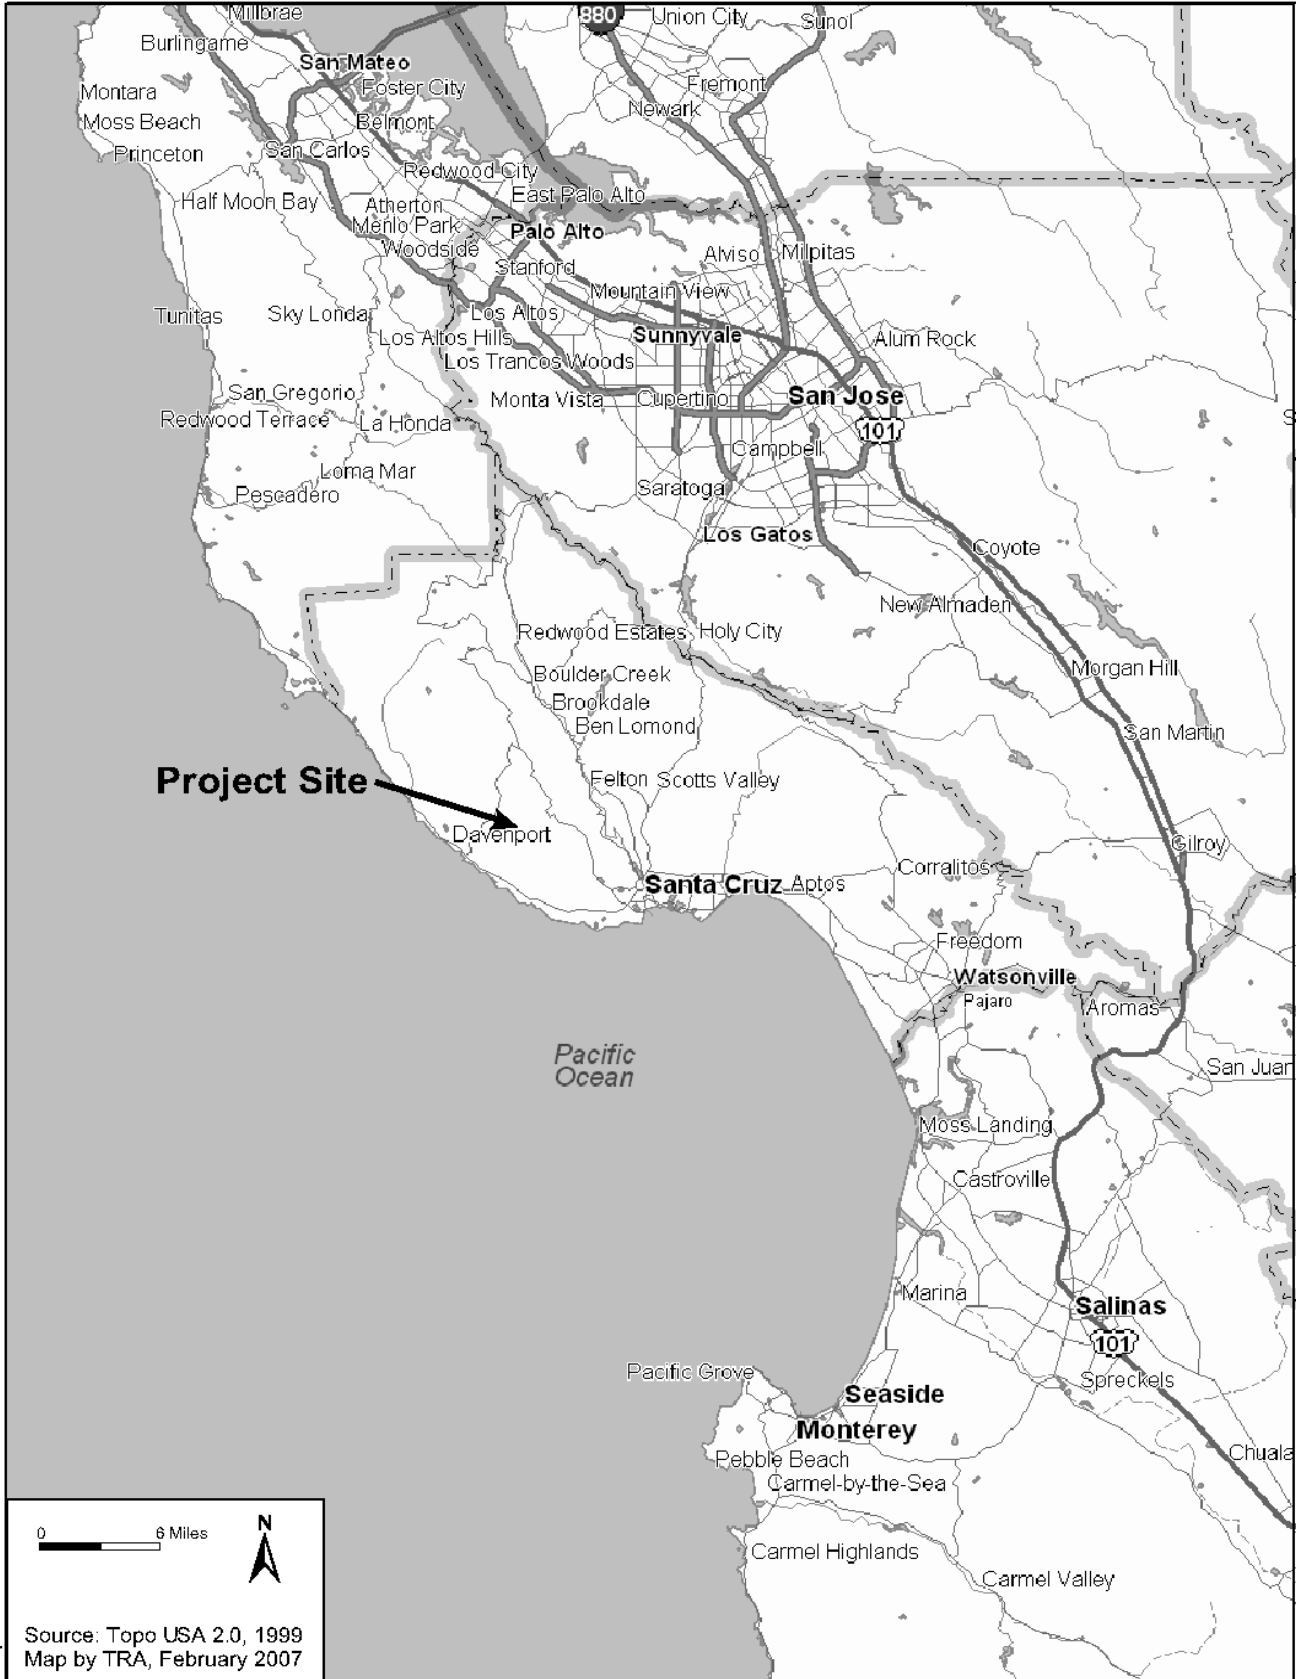 Millbrae
880
Union City
Sunol
Burlingame
San Mateo
Foster City
Fremont
Montara
Newark
Moss Beach
Belmont
Princeton
San Carlos
Redwood City
East Palo Alto
Half Moon Bay
Atherton
Menlo Park
Palo Alto
Woodside
Alviso
Milpitas
Stanford
Mountain View
Tunitas
Sky Londa
Los Altos
Sunnyvale
Los Altos Hills
Alum Rock
Los Trancos Woods
San Gregorio
Monta Vista
Cupertino
San Jose
Redwood Terrace
La Honda
S
101
Campbell
Loma Mar
Pescadero
Saratoga
Los Gatos
Coyote
New Almaden
Redwood Estates
Holy City
Boulder Creek
Morgan Hill
Brookdale
Ben Lomond
San Martin
Project Site
Felton
Scotts Valley
Davenport
Gilroy
Corralitos
Santa Cruz
Aptos
Freedom
Watsonville
Pajaro
Aromas
Pacific
Ocean
San Juan
Moss Landing
Castroville
Marina
Salinas
101
Pacific Grove
Spreckels
Seaside
Monterey
Pebble Beach
Chuala
Carmel-by-the-Sea
0 6 Miles
N
Carmel Highlands
Carmel Valley
Source: Topo USA 2.0, 1999
Map by TRA, February 2007